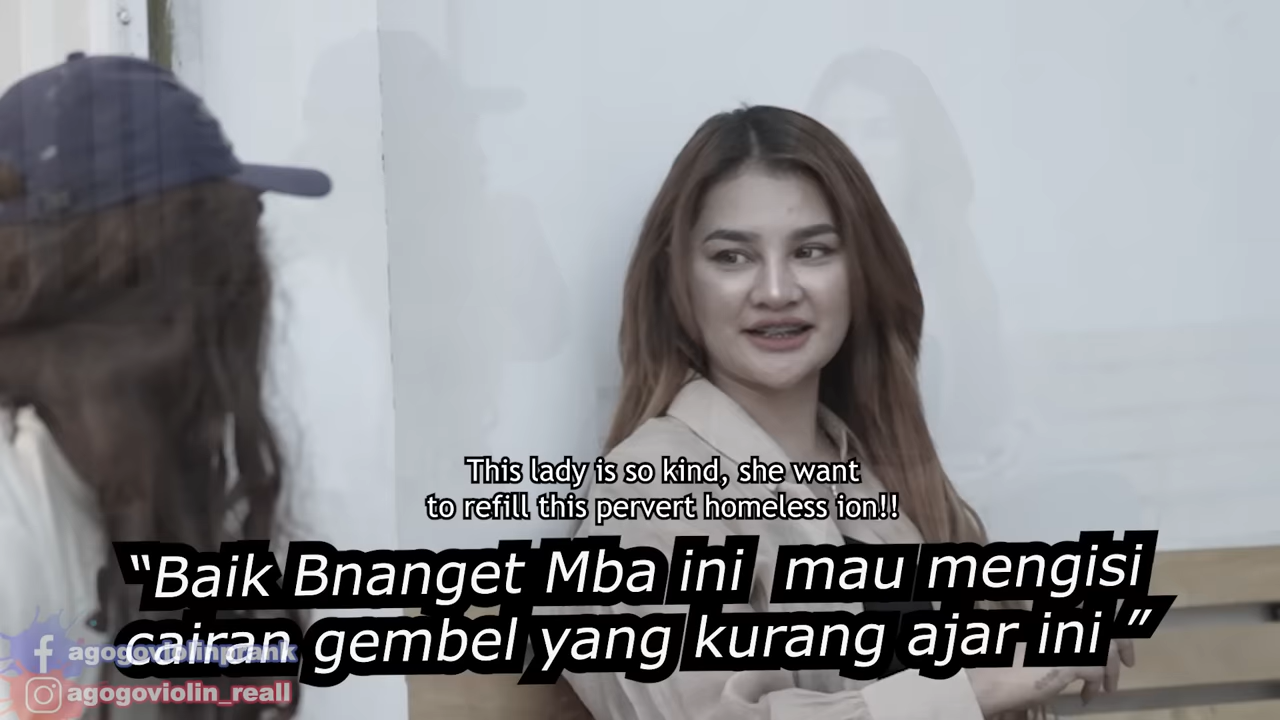 This lady is so kind, she want
to refill this pervert homeless ion!!
“Baik Bnanget Mba ini mau mengisi
cairan gembel yang kurang ajar ini ”
agogoviolinprank
agogoviolin_reall